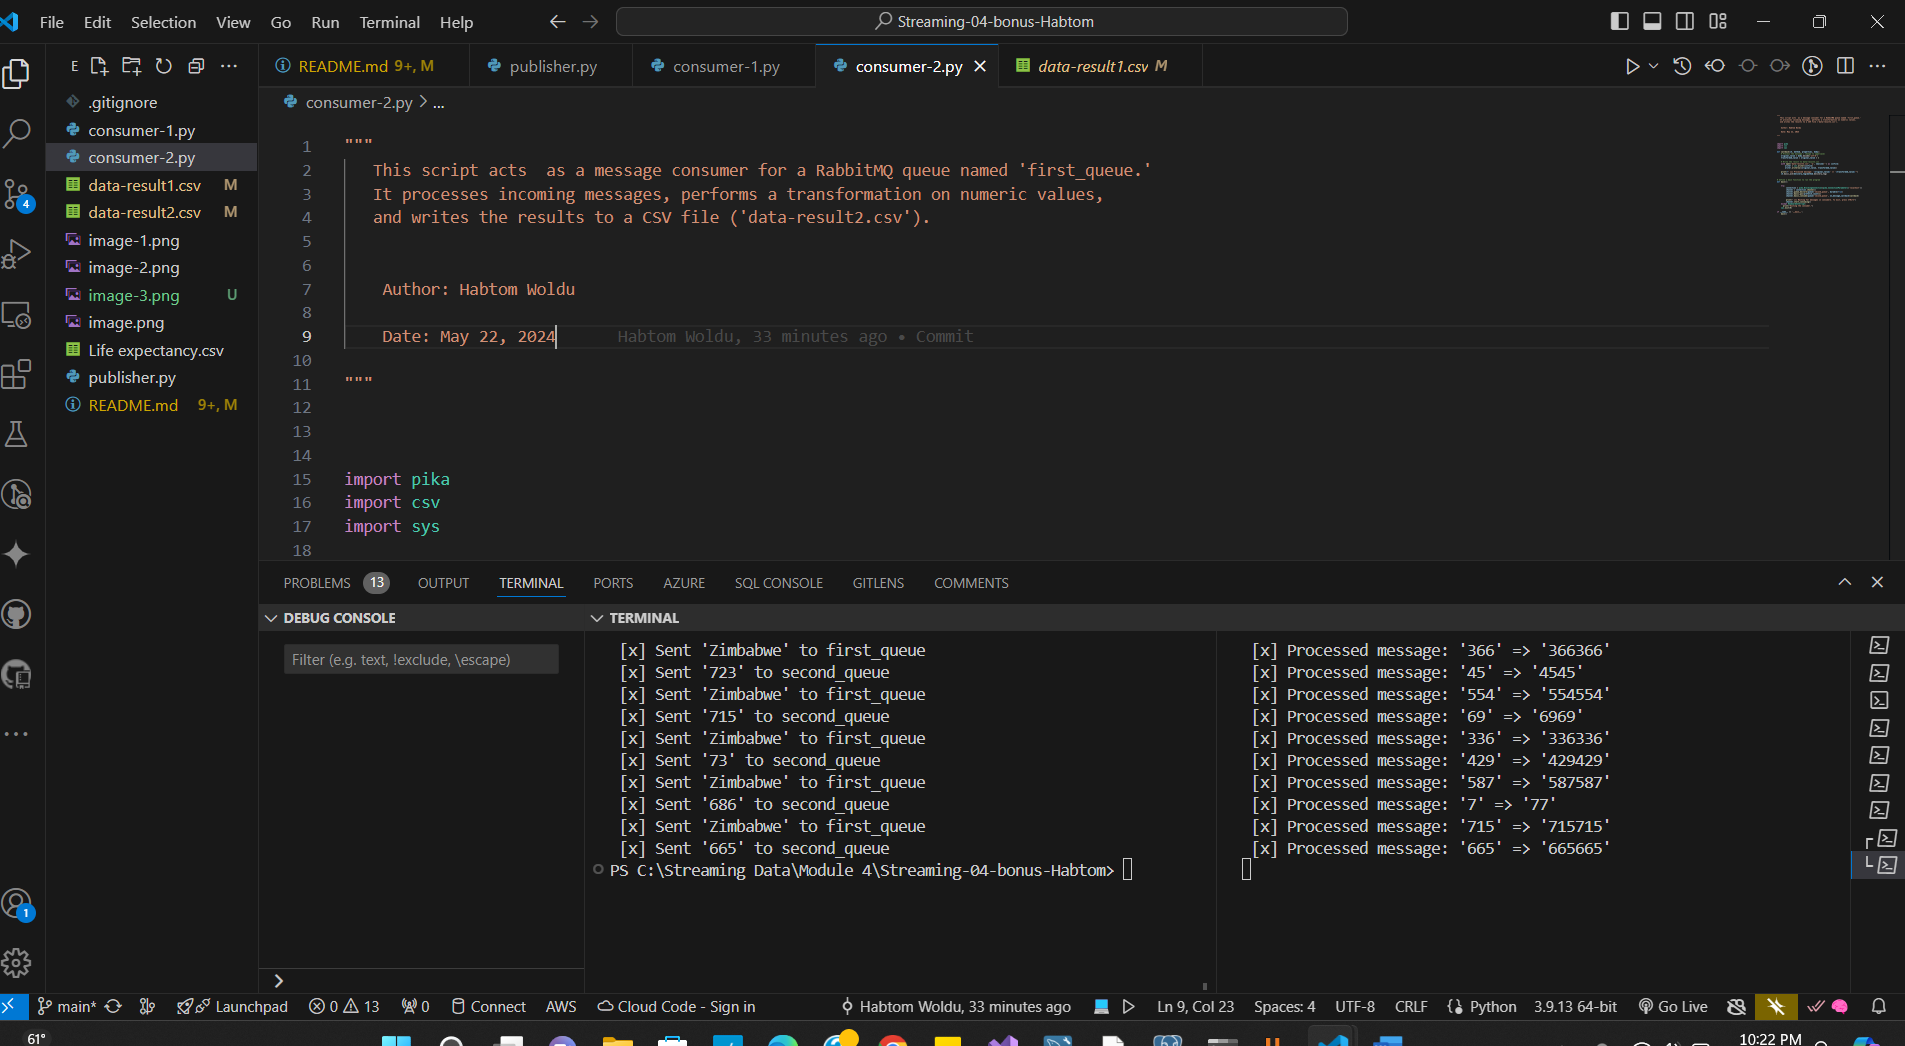 File Edit Selection View Go Run Terminal Help
Streaming-04-bonus-Habtom
E
README.md 9+, M
publisher.py
consumer-1.py
consumer-2.py
data-result1.csv M
.gitignore
consumer-1.py
consumer-2.py
data-result1.csv M
data-result2.csv M
image-1.png
image-2.png
image-3.png U
image.png
Life expectancy.csv
publisher.py
README.md 9+, M
4
1
consumer-2.py > ...
1 """
2 This script acts  as a message consumer for a RabbitMQ queue named 'first_queue.'
3 It processes incoming messages, performs a transformation on numeric values,
4 and writes the results to a CSV file ('data-result2.csv').
5
6
7 Author: Habtom Woldu
8
9 Date: May 22, 2024 Habtom Woldu, 33 minutes ago • Commit
10
11 """
12
13
14
15 import pika
16 import csv
17 import sys
18
PROBLEMS 13 OUTPUT TERMINAL PORTS AZURE SQL CONSOLE GITLENS COMMENTS
DEBUG CONSOLE
Filter (e.g. text, !exclude, \escape)
TERMINAL
[x] Sent 'Zimbabwe' to first_queue
[x] Sent '723' to second_queue
[x] Sent 'Zimbabwe' to first_queue
[x] Sent '715' to second_queue
[x] Sent 'Zimbabwe' to first_queue
[x] Sent '73' to second_queue
[x] Sent 'Zimbabwe' to first_queue
[x] Sent '686' to second_queue
[x] Sent 'Zimbabwe' to first_queue
[x] Sent '665' to second_queue
PS C:\Streaming Data\Module 4\Streaming-04-bonus-Habtom>
[x] Processed message: '366' => '366366'
[x] Processed message: '45' => '4545'
[x] Processed message: '554' => '554554'
[x] Processed message: '69' => '6969'
[x] Processed message: '336' => '336336'
[x] Processed message: '429' => '429429'
[x] Processed message: '587' => '587587'
[x] Processed message: '7' => '77'
[x] Processed message: '715' => '715715'
[x] Processed message: '665' => '665665'
main* Launchpad 0 13 0 Connect AWS Cloud Code - Sign in Habtom Woldu, 33 minutes ago Ln 9, Col 23 Spaces: 4 UTF-8 CRLF Python 3.9.13 64-bit Go Live
61°
10:22 PM